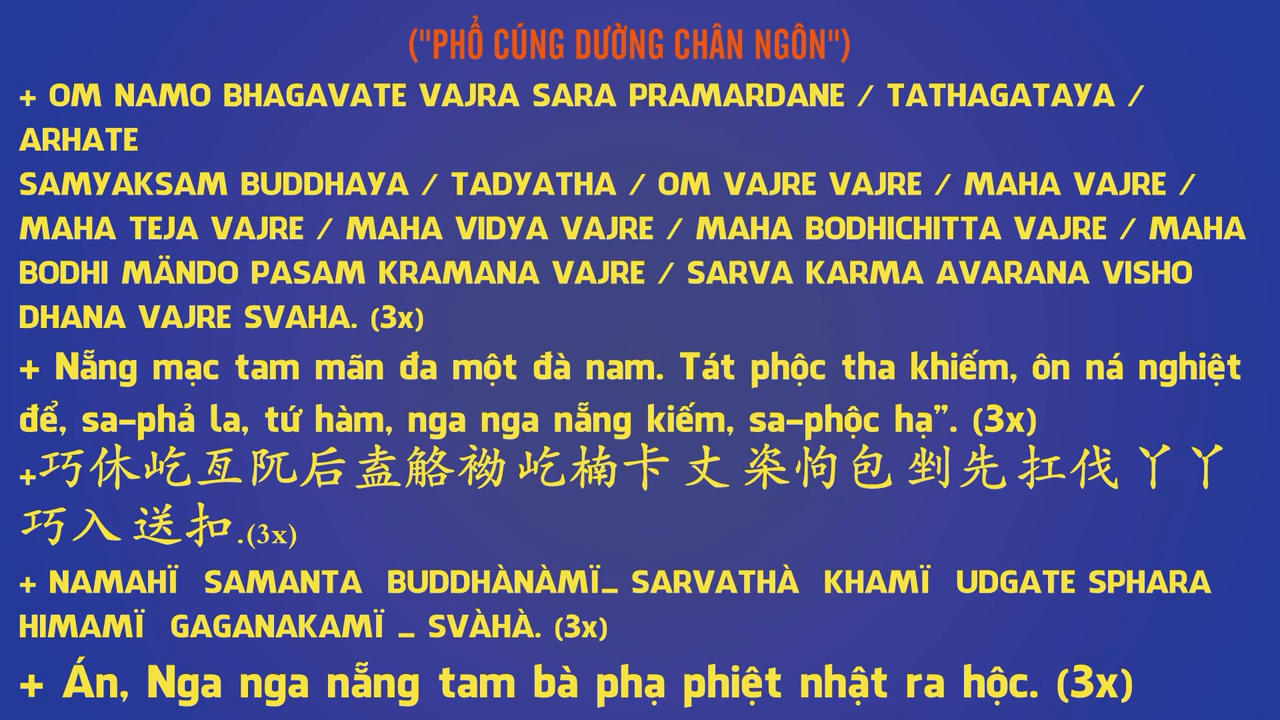 ("PHỔ CÚNG DƯỜNG CHÂN NGÔN")
+ OM NAMO BHAGAVATE VAJRA SARA PRAMARDANE / TATHAGATAYA /
ARHATE
SAMYAKSAM BUDDHAYA / TADYATHA / OM VAJRE VAJRE / MAHA VAJRE /
MAHA TEJA VAJRE / MAHA VIDYA VAJRE / MAHA BODHICHITTA VAJRE / MAHA
BODHI MÄNDO PASAM KRAMANA VAJRE / SARVA KARMA AVARANA VISHO
DHANA VAJRE SVAHA. (3x)
+ Nẵng mạc tam mãn đa một đà nam. Tát phộc tha khiếm, ôn ná nghiệt
để, sa-phả la, tứ hàm, nga nga nẵng kiếm, sa-phộc hạ”. (3x)
+巧休屹亙阢后盍觡袎屹楠卡丈 桼怐包 剉先扛伐 丫丫
巧入送扣.(3x)
+ NAMAHÏ SAMANTA BUDDHÀNÀMÏ_ SARVATHÀ KHAMÏ UDGATE SPHARA
HIMAMÏ GAGANAKAMÏ _ SVÀHÀ. (3x)
+ Án, Nga nga nẵng tam bà phạ phiệt nhật ra hộc. (3x)